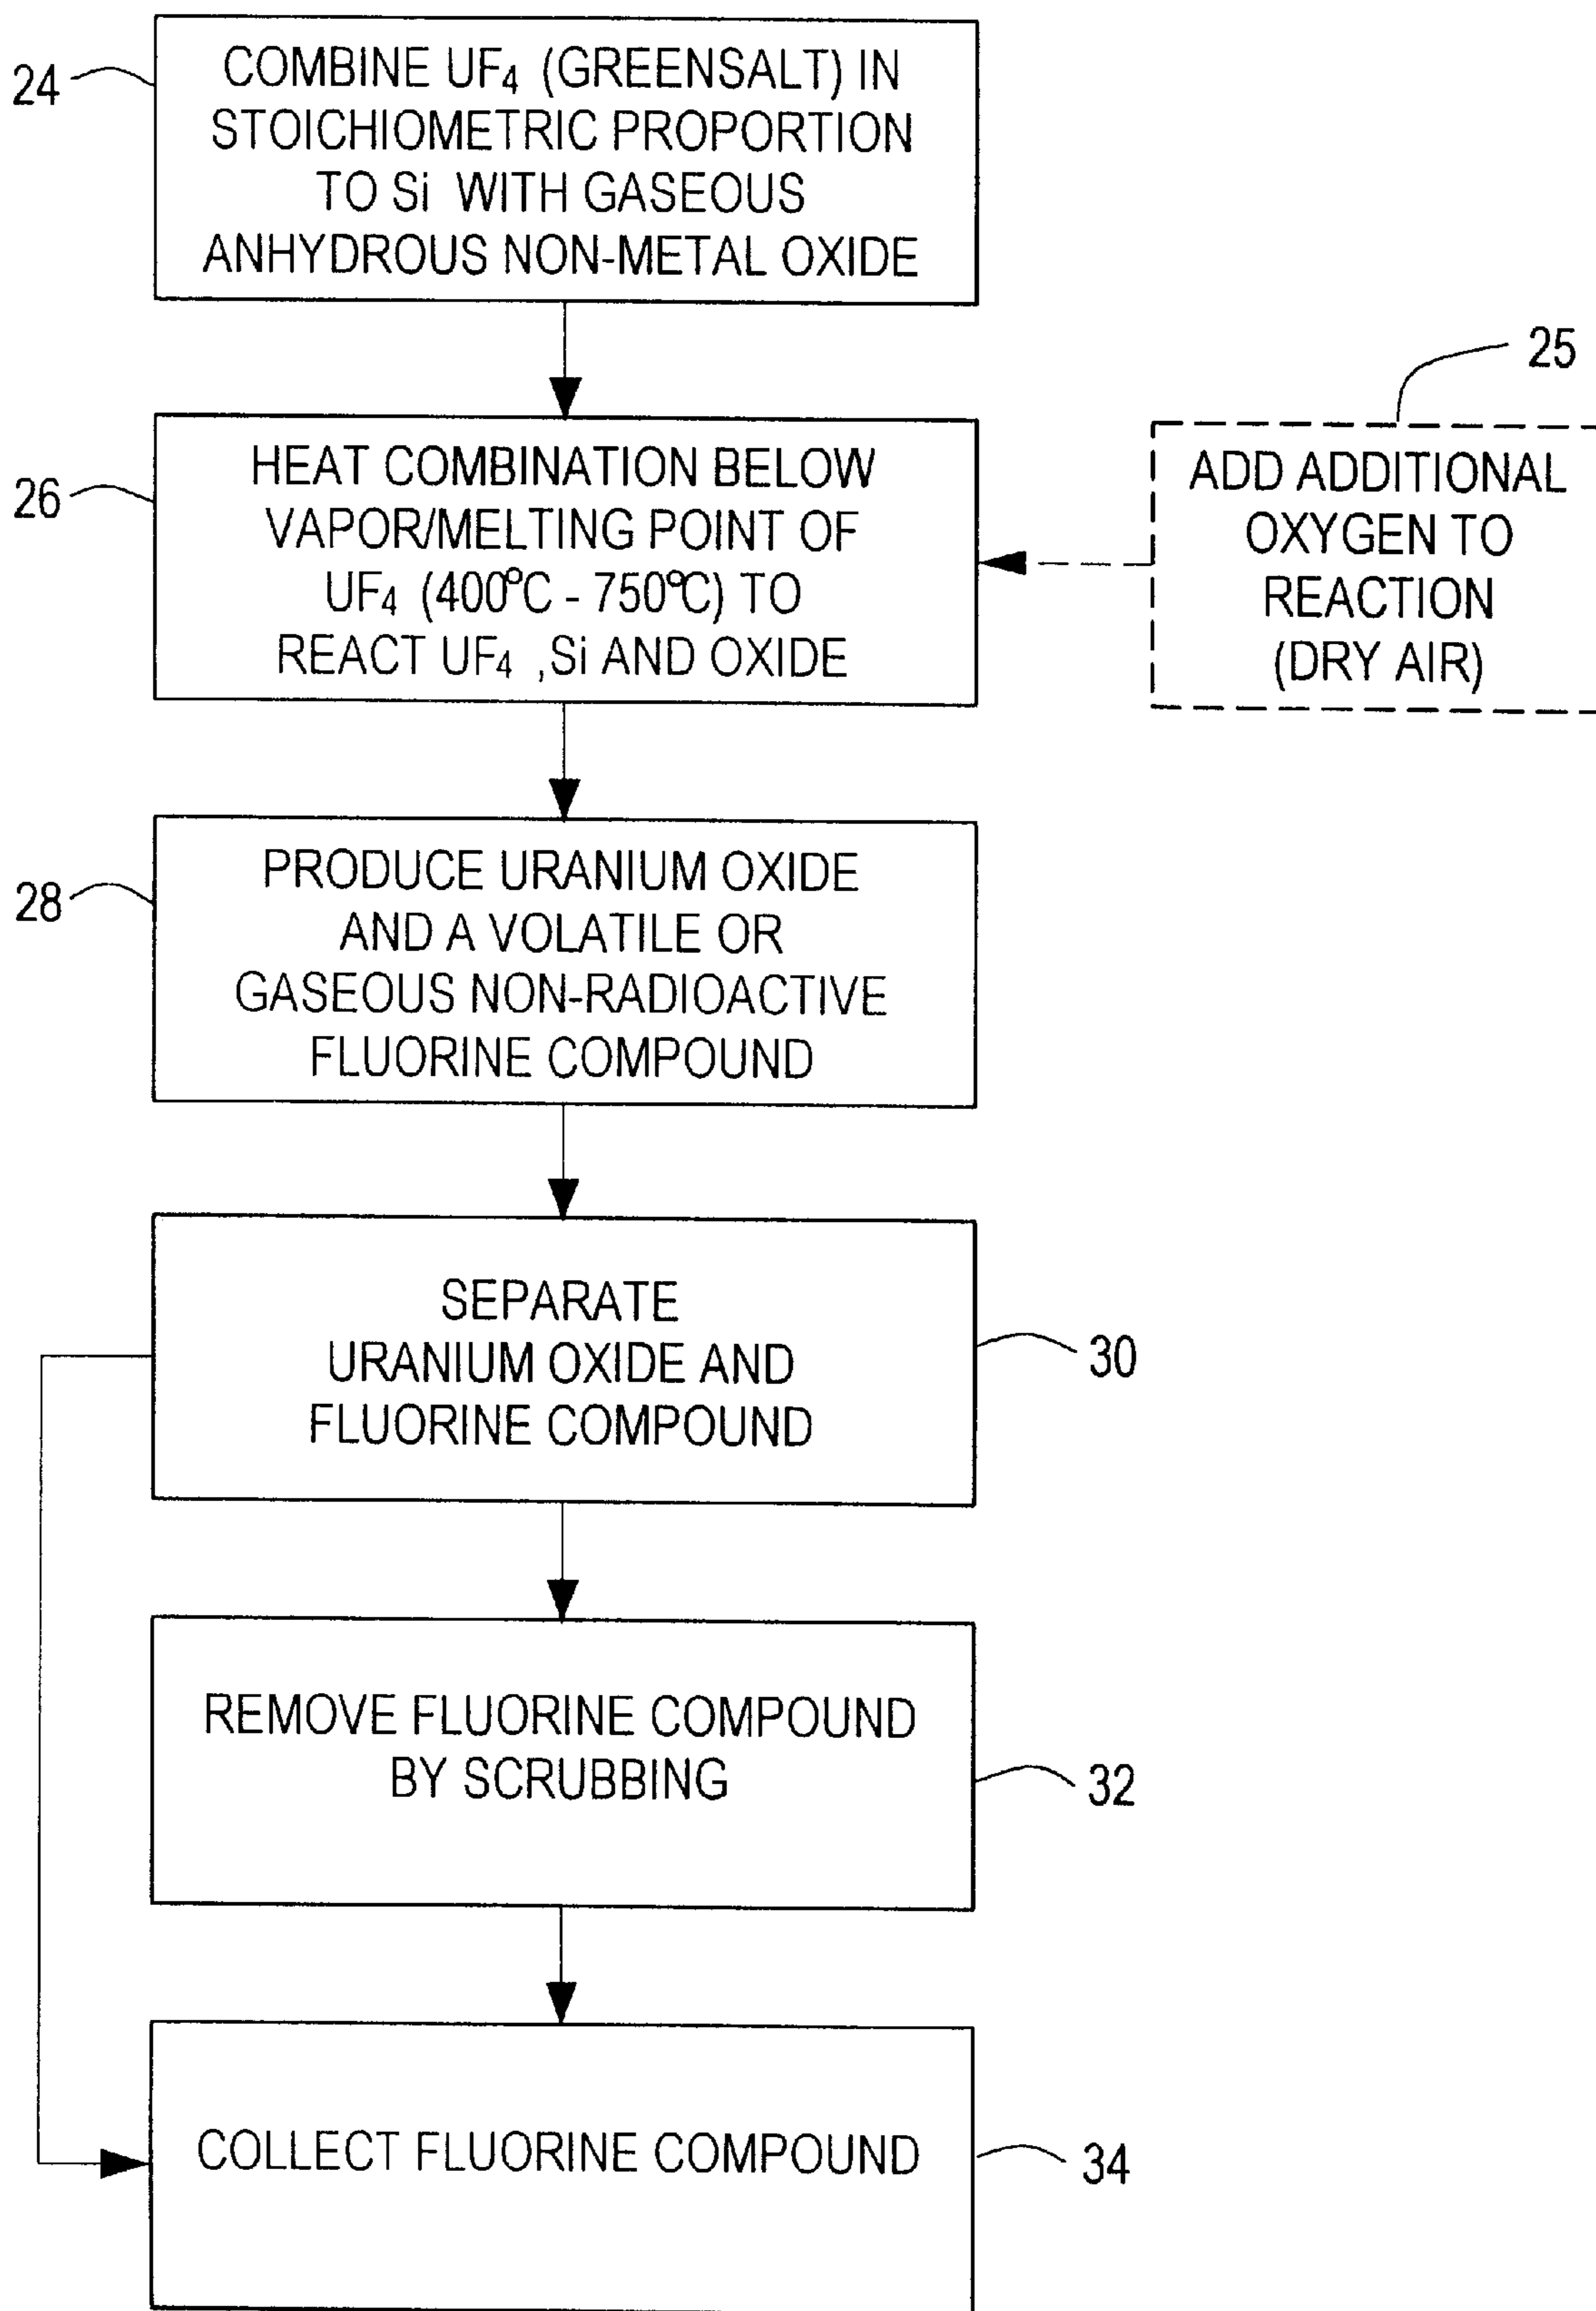 24
COMBINE UF₄ (GREENSALT) IN
STOICHIOMETRIC PROPORTION
TO Si WITH GASEOUS
ANHYDROUS NON-METAL OXIDE
25
26
HEAT COMBINATION BELOW
VAPOR/MELTING POINT OF
UF₄ (400°C - 750°C) TO
REACT UF₄ ,Si AND OXIDE
ADD ADDITIONAL
OXYGEN TO
REACTION
(DRY AIR)
28
PRODUCE URANIUM OXIDE
AND A VOLATILE OR
GASEOUS NON-RADIOACTIVE
FLUORINE COMPOUND
SEPARATE
URANIUM OXIDE AND
FLUORINE COMPOUND
30
REMOVE FLUORINE COMPOUND
BY SCRUBBING
32
COLLECT FLUORINE COMPOUND
34